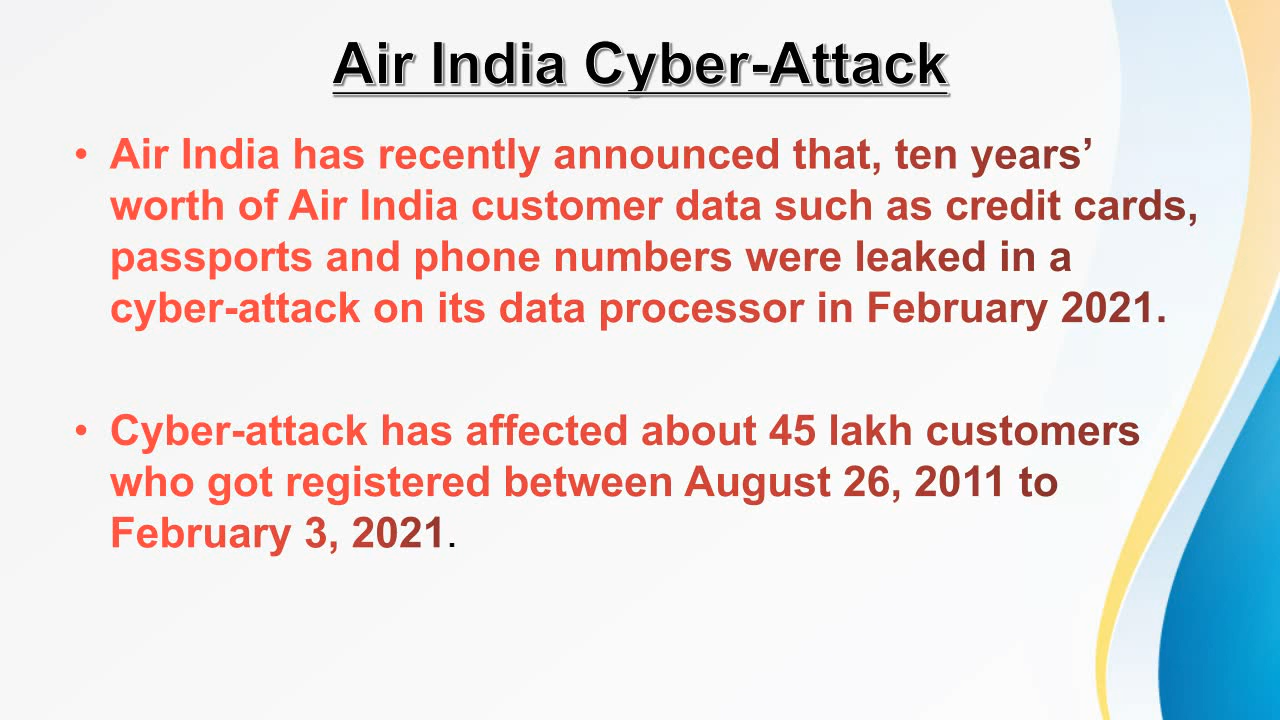 Air India Cyber-Attack
• Air India has recently announced that, ten years’
worth of Air India customer data such as credit cards,
passports and phone numbers were leaked in a
cyber-attack on its data processor in February 2021.
• Cyber-attack has affected about 45 lakh customers
who got registered between August 26, 2011 to
February 3, 2021.